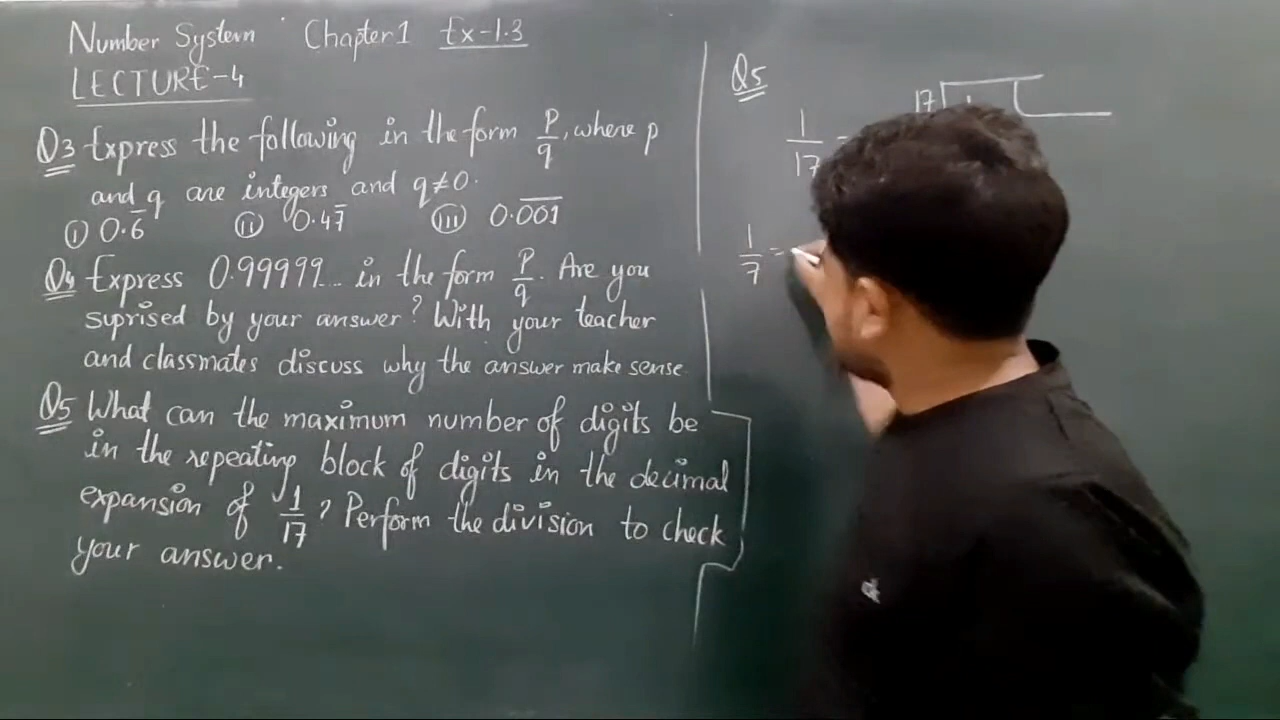 Number System Chapter 1 Ex-1.3
LECTURE-4
Q3 Express the following in the form p/q, where p
and q are integers and q≠0.
(i) 0.6̅ (ii) 0.47̅ (iii) 0.0̅0̅1̅
Q4 Express 0.99999... in the form p/q. Are you
suprised by your answer? With your teacher
and classmates discuss why the answer make sense
Q5 What can the maximum number of digits be
in the repeating block of digits in the decimal
expansion of 1/17? Perform the division to check
your answer.
Q5
17
1/17
1/7 =